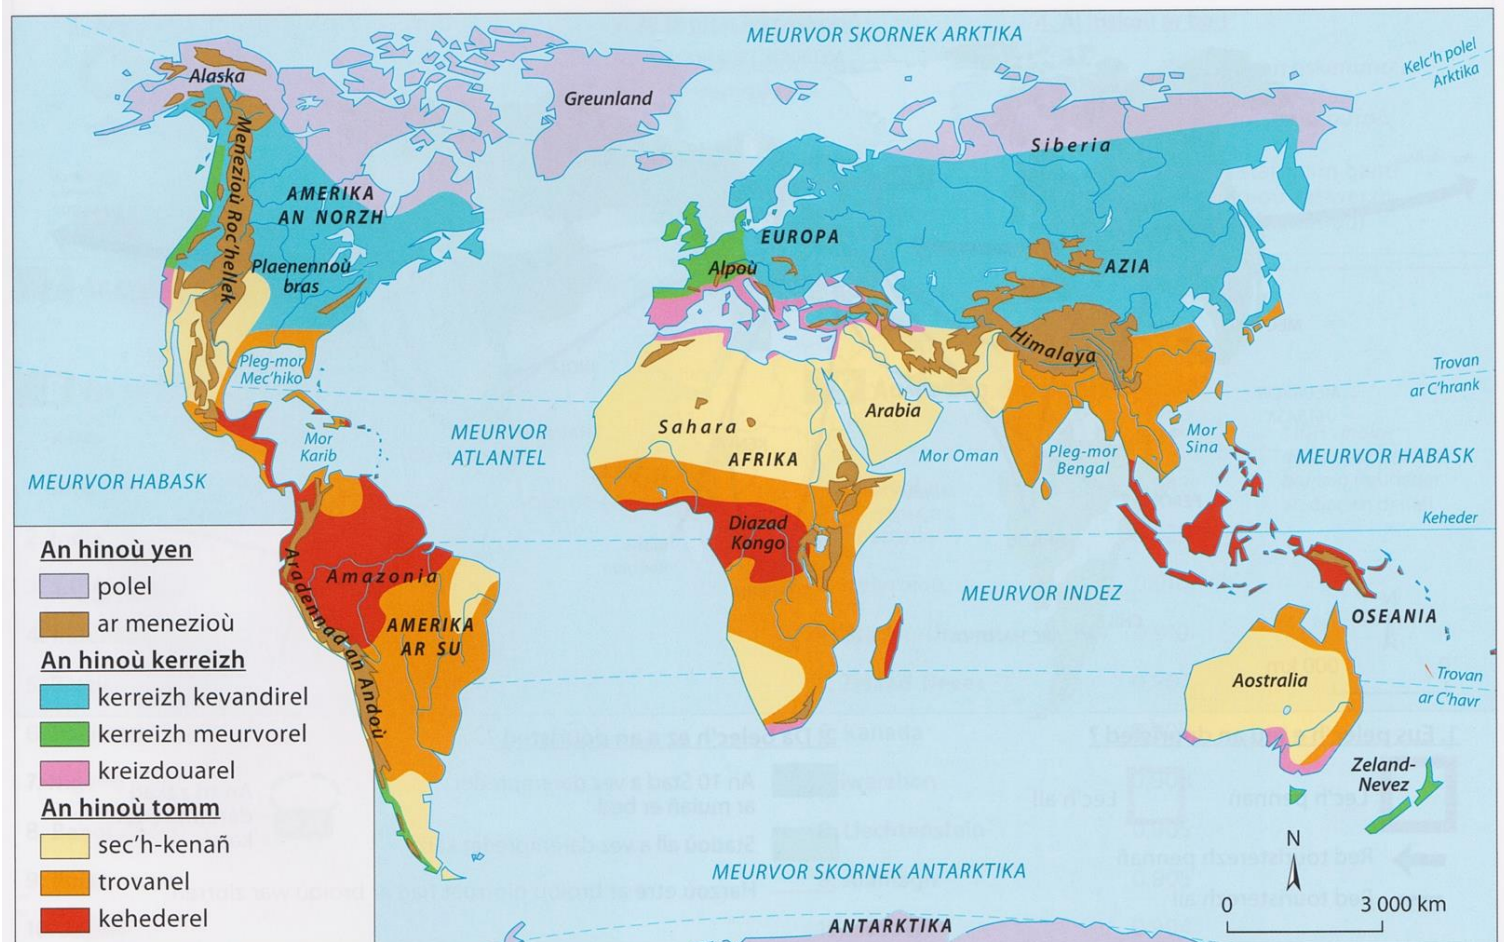 MEURVOR SKORNEK ARKTIKA
Kelc'h polel
Arktika
Alaska
Greunland
Siberia
Menezioù Roc'hellek
AMERIKA
AN NORZH
Plaenennoù
bras
EUROPA
Alpoù
AZIA
Himalaya
Pleg-mor
Mec'hiko
Trovan
ar C'hrank
Sahara
Arabia
AFRIKA
MEURVOR
ATLANTEL
Mor
Karib
Mor Oman
Pleg-mor
Bengal
Mor
Sina
MEURVOR HABASK
MEURVOR HABASK
Keheder
Diazad
Kongo
Amazonia
Aradennad an Andoù
AMERIKA
AR SU
MEURVOR INDEZ
OSEANIA
Aostralia
Trovan
ar C'havr
Zeland-
Nevez
MEURVOR SKORNEK ANTARKTIKA
ANTARKTIKA
N
0 3 000 km
An hinoù yen
polel
ar menezioù
An hinoù kerreizh
kerreizh kevandirel
kerreizh meurvorel
kreizdouarel
An hinoù tomm
sec'h-kenañ
trovanel
kehederel